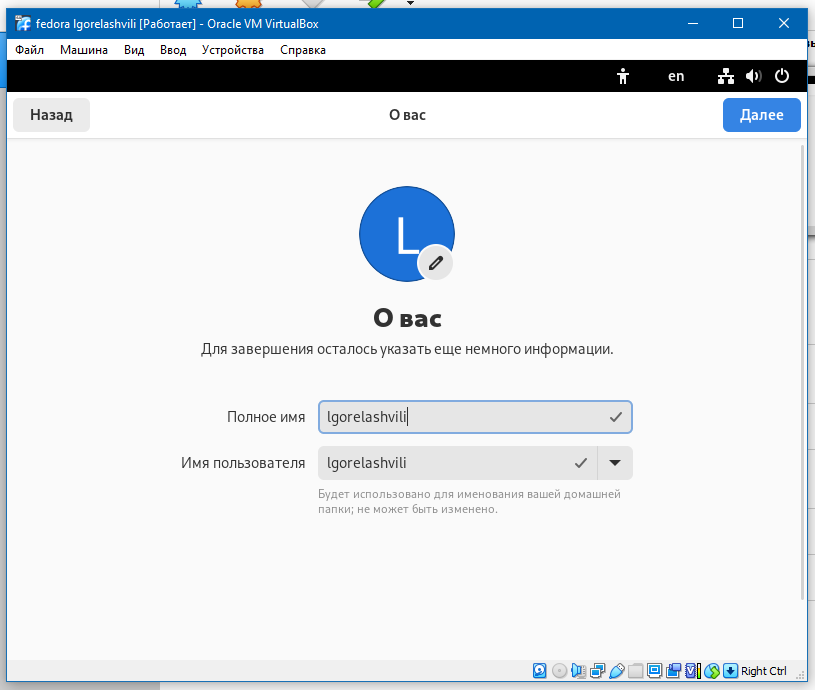 fedora lgorelashvili [Работает] - Oracle VM VirtualBox
Файл Машина Вид Ввод Устройства Справка
en
Назад О вас Далее
L
О вас
Для завершения осталось указать еще немного информации.
Полное имя lgorelashvili
Имя пользователя lgorelashvili
Будет использовано для именования вашей домашней
папки; не может быть изменено.
Right Ctrl